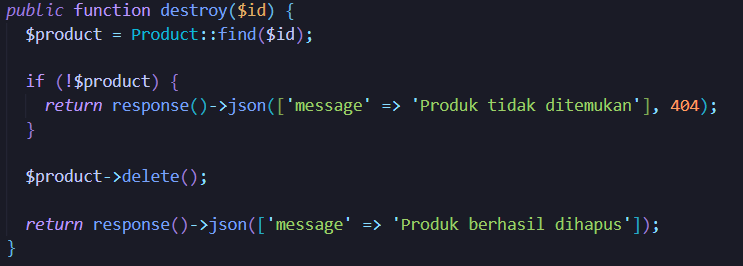 public function destroy($id) {
  $product = Product::find($id);

  if (!$product) {
    return response()->json(['message' => 'Produk tidak ditemukan'], 404);
  }

  $product->delete();

  return response()->json(['message' => 'Produk berhasil dihapus']);
}